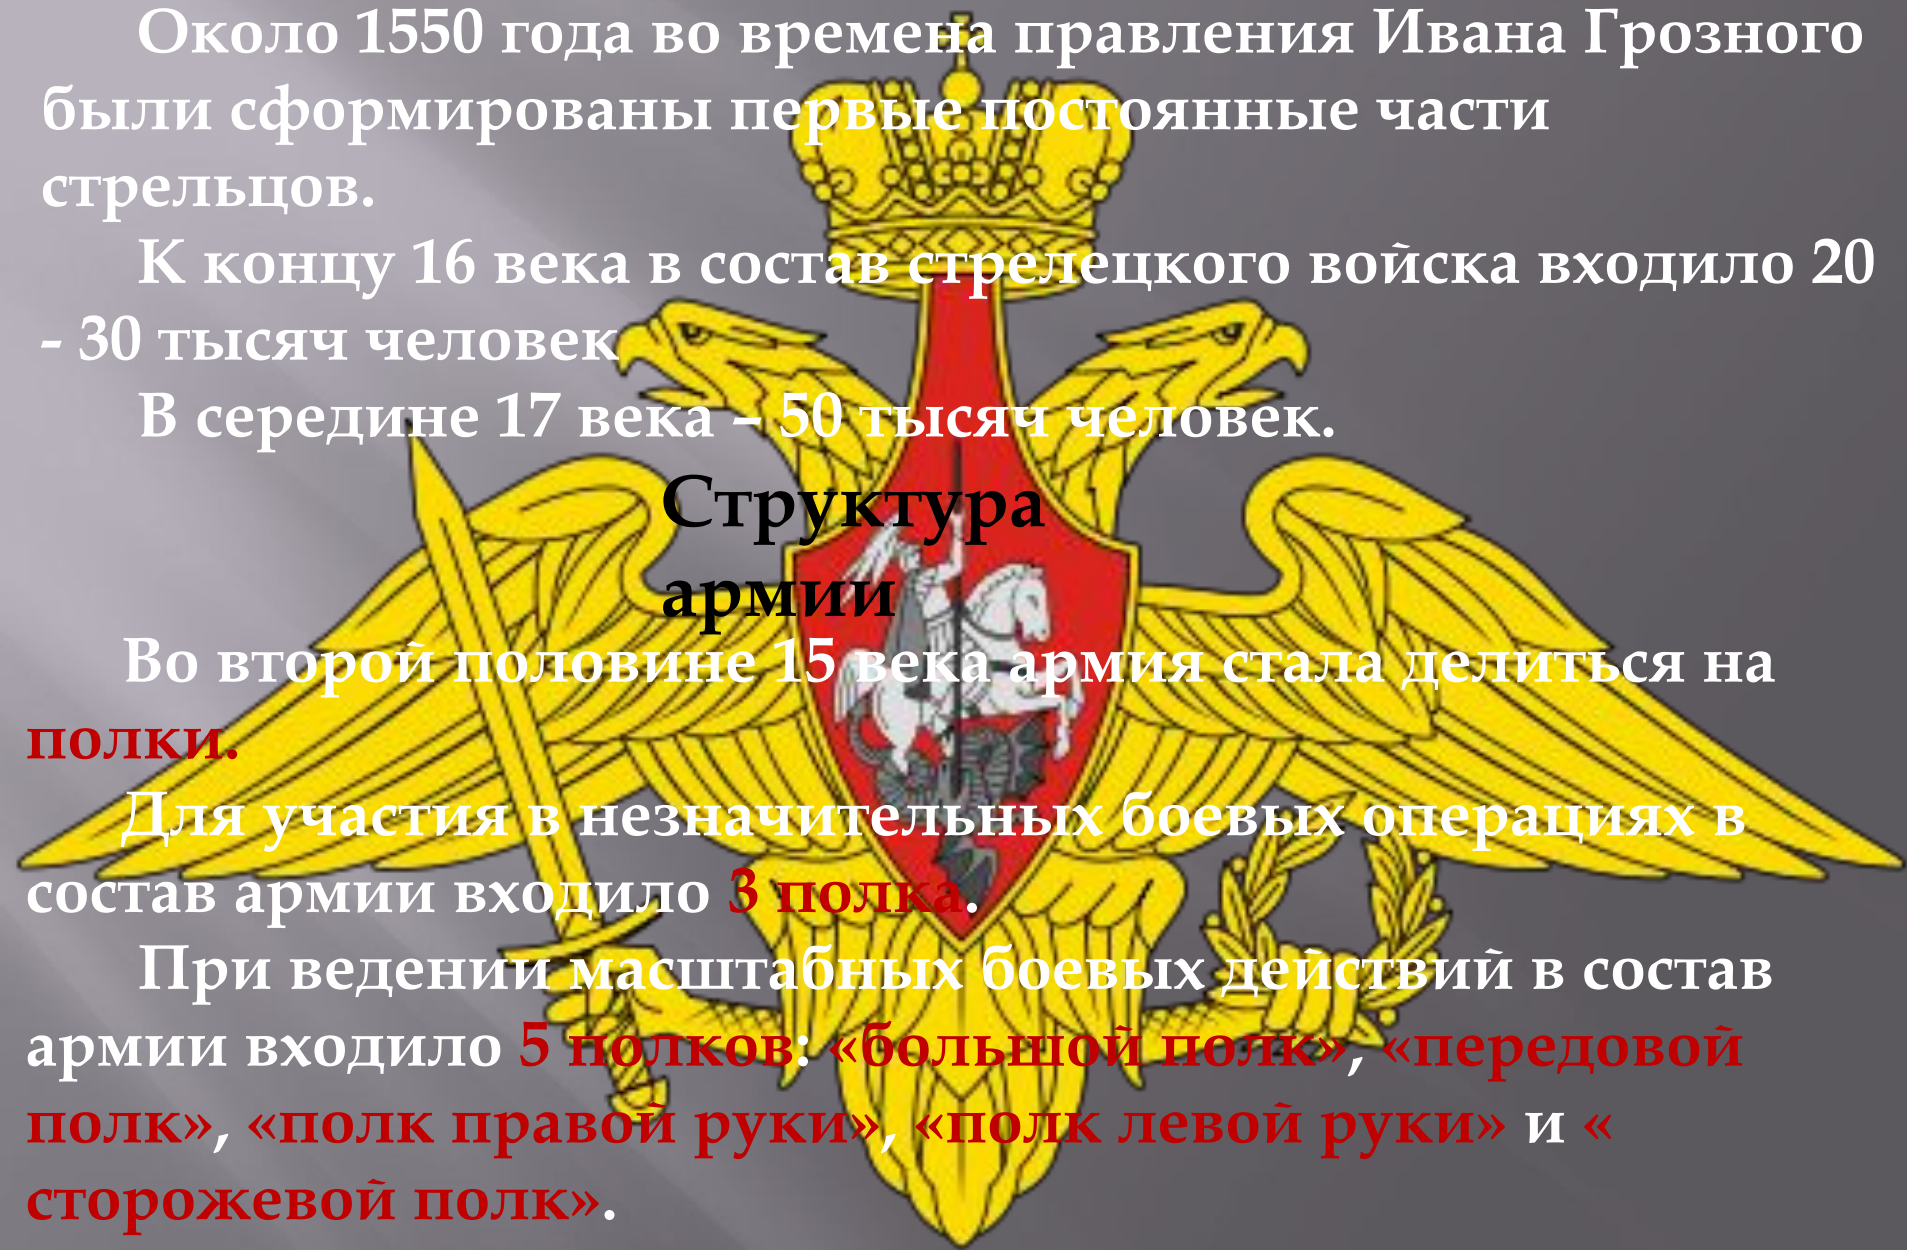 Около 1550 года во времена правления Ивана Грозного
были сформированы первые постоянные части
стрельцов.
К концу 16 века в состав стрелецкого войска входило 20
- 30 тысяч человек
В середине 17 века – 50 тысяч человек.
Структура
армии
Во второй половине 15 века армия стала делиться на
полки.
Для участия в незначительных боевых операциях в
состав армии входило 3 полка.
При ведении масштабных боевых действий в состав
армии входило 5 полков: «большой полк», «передовой
полк», «полк правой руки», «полк левой руки» и «
сторожевой полк».